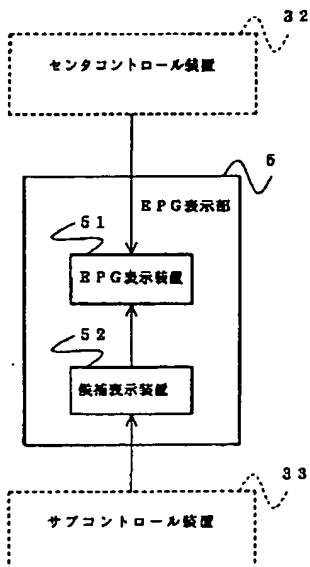 32
センタコントロール装置
5
EPG表示部
51
EPG表示装置
52
候補表示装置
33
サブコントロール装置